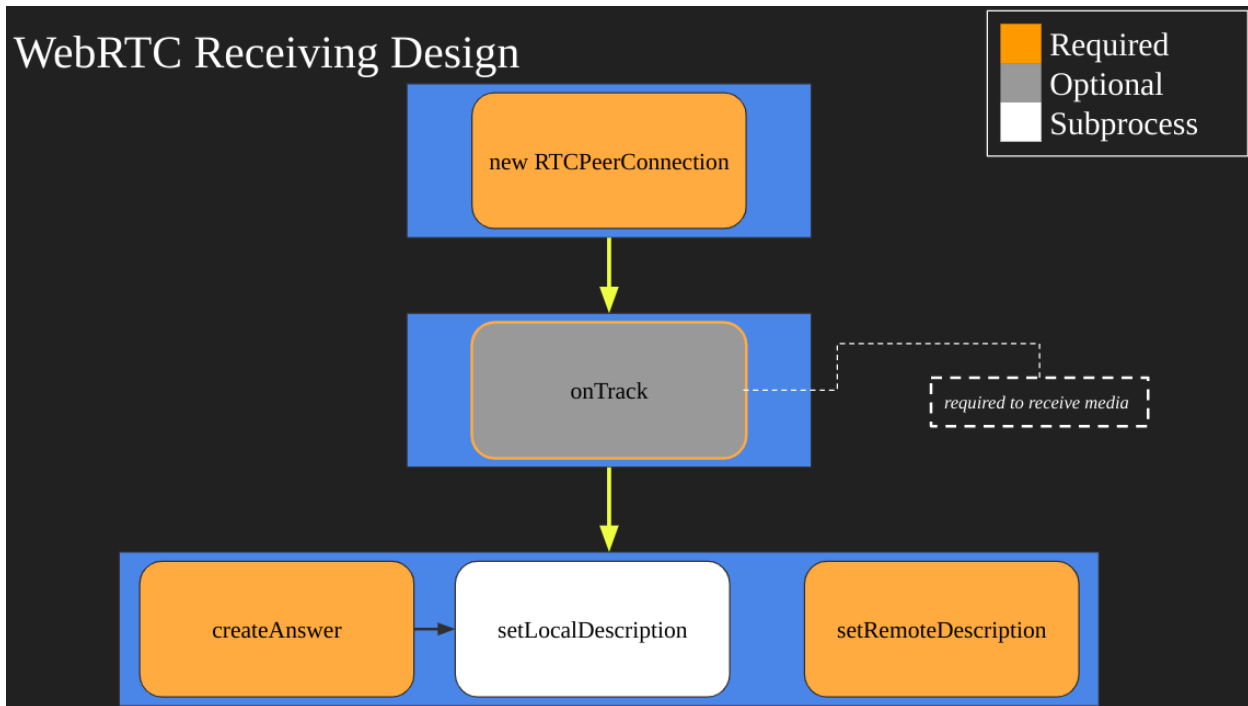 WebRTC Receiving Design
Required
Optional
Subprocess
new RTCPeerConnection
onTrack
required to receive media
createAnswer
setLocalDescription
setRemoteDescription